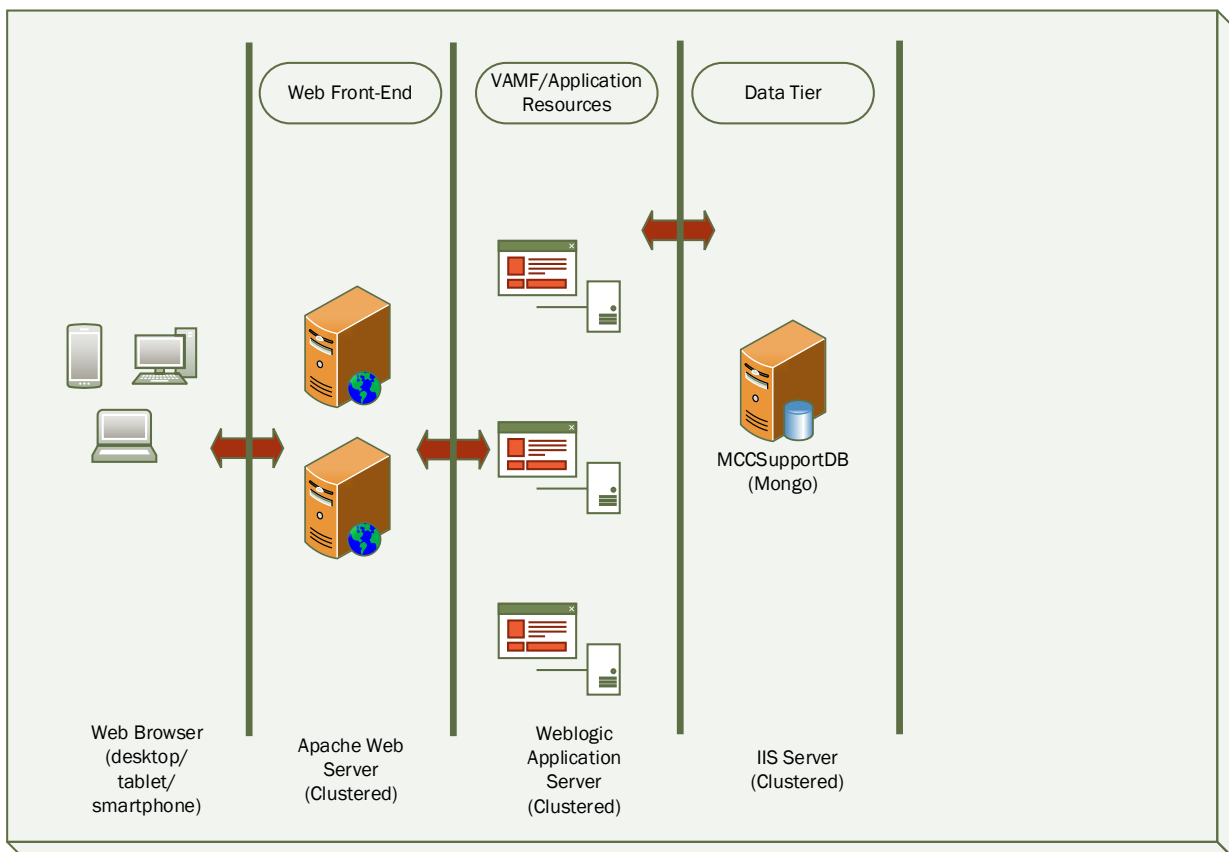 Web Front-End
VAMF/Application
Resources
Data Tier
MCCSupportDB
(Mongo)
Web Browser
(desktop/
tablet/
smartphone)
Apache Web
Server
(Clustered)
Weblogic
Application
Server
(Clustered)
IIS Server
(Clustered)